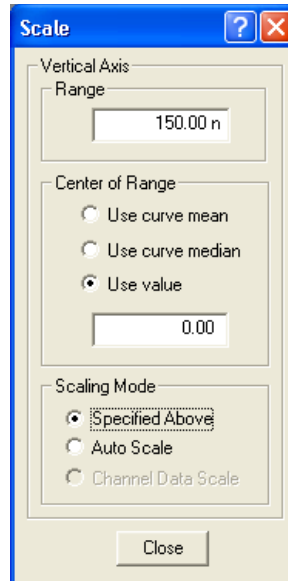 Scale
Vertical Axis
Range
150.00 n
Center of Range
Use curve mean
Use curve median
Use value
0.00
Scaling Mode
Specified Above
Auto Scale
Channel Data Scale
Close